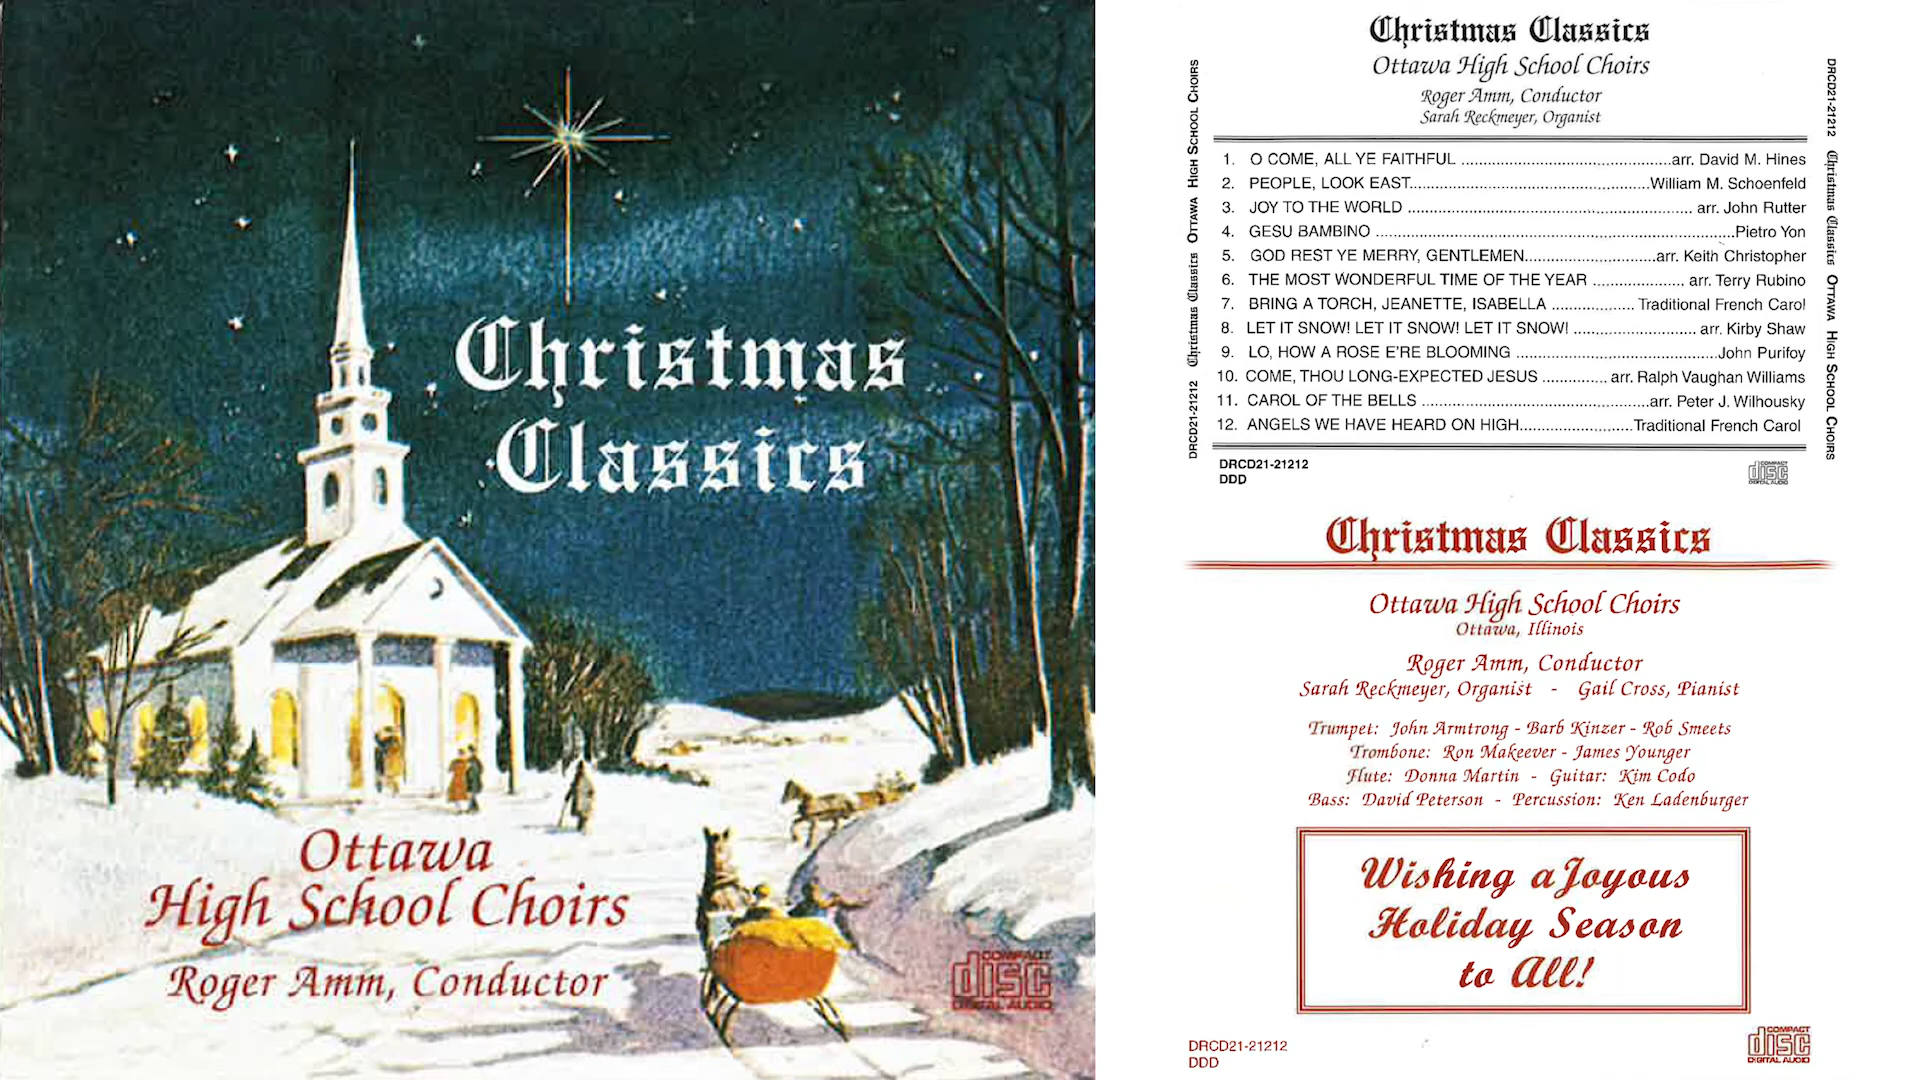 Christmas
Classics
Ottawa
High School Choirs
Roger Amm, Conductor
COMPACT
disc
DIGITAL AUDIO
Christmas Classics
Ottawa High School Choirs
Roger Amm, Conductor
Sarah Reckmeyer, Organist
DRCD21-21212 Christmas Classics OTTAWA HIGH SCHOOL CHOIRS
1. O COME, ALL YE FAITHFUL ..............................................arr. David M. Hines
2. PEOPLE, LOOK EAST...................................................William M. Schoenfeld
3. JOY TO THE WORLD ............................................................. arr. John Rutter
4. GESU BAMBINO ..............................................................................Pietro Yon
5. GOD REST YE MERRY, GENTLEMEN............................arr. Keith Christopher
6. THE MOST WONDERFUL TIME OF THE YEAR .................... arr. Terry Rubino
7. BRING A TORCH, JEANETTE, ISABELLA .................. Traditional French Carol
8. LET IT SNOW! LET IT SNOW! LET IT SNOW! .......................... arr. Kirby Shaw
9. LO, HOW A ROSE E'RE BLOOMING ...........................................John Purifoy
10. COME, THOU LONG-EXPECTED JESUS .............. arr. Ralph Vaughan Williams
11. CAROL OF THE BELLS .................................................arr. Peter J. Wilhousky
12. ANGELS WE HAVE HEARD ON HIGH.........................Traditional French Carol
DRCD21-21212 Christmas Classics OTTAWA HIGH SCHOOL CHOIRS
DRCD21-21212
DDD
COMPACT
disc
DIGITAL AUDIO
Christmas Classics
Ottawa High School Choirs
Ottawa, Illinois
Roger Amm, Conductor
Sarah Reckmeyer, Organist - Gail Cross, Pianist
Trumpet: John Armtrong - Barb Kinzer - Rob Smeets
Trombone: Ron Makeever - James Younger
Flute: Donna Martin - Guitar: Kim Codo
Bass: David Peterson - Percussion: Ken Ladenburger
Wishing a Joyous
Holiday Season
to All!
DRCD21-21212
DDD
COMPACT
disc
DIGITAL AUDIO